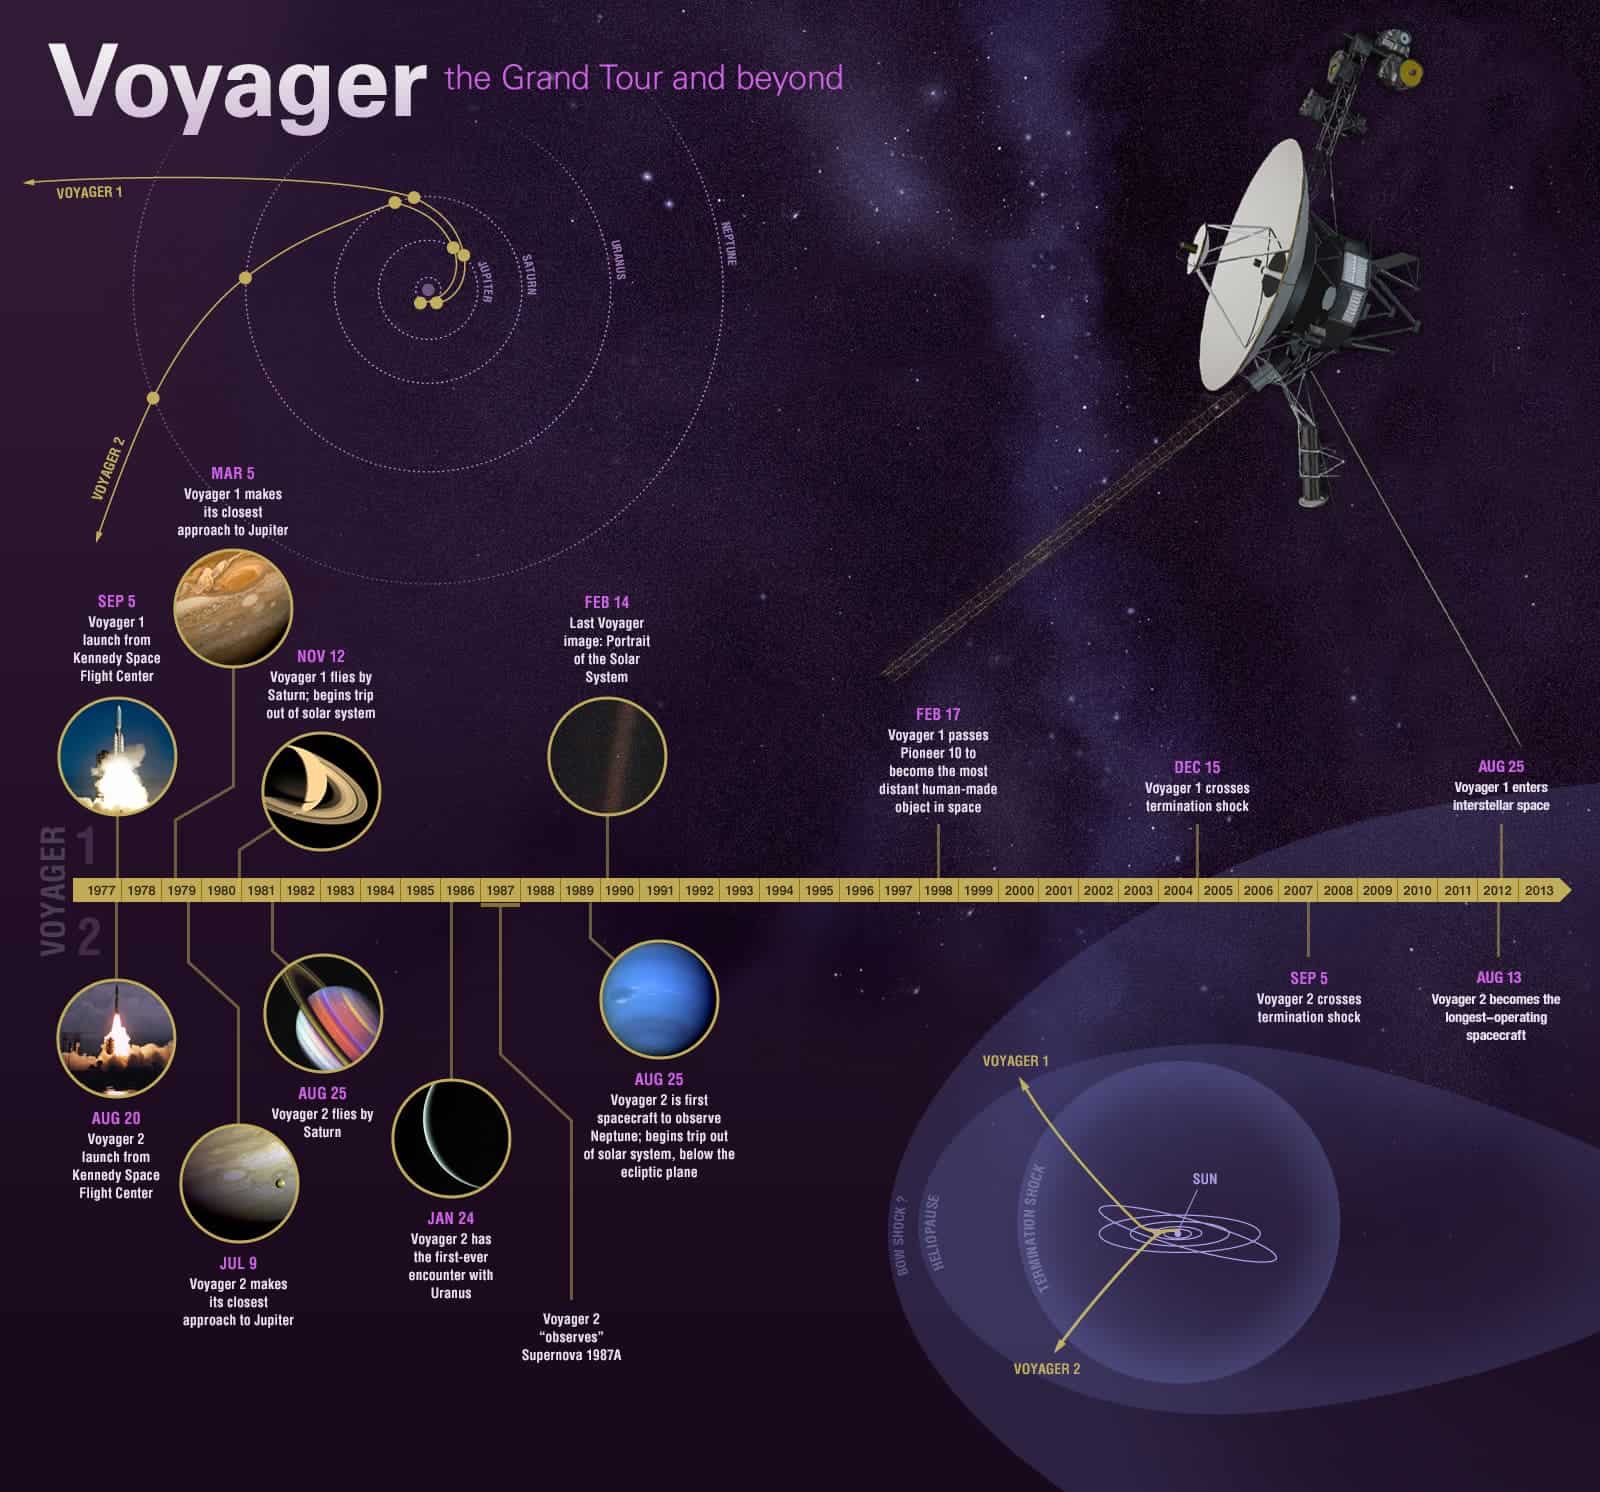 Voyager the Grand Tour and beyond
VOYAGER 1
NEPTUNE
URANUS
SATURN
JUPITER
VOYAGER 2
MAR 5
Voyager 1 makes
its closest
approach to Jupiter
SEP 5
Voyager 1
launch from
Kennedy Space
Flight Center
NOV 12
Voyager 1 flies by
Saturn; begins trip
out of solar system
FEB 14
Last Voyager
image: Portrait
of the Solar
System
FEB 17
Voyager 1 passes
Pioneer 10 to
become the most
distant human-made
object in space
DEC 15
Voyager 1 crosses
termination shock
AUG 25
Voyager 1 enters
interstellar space
VOYAGER
1
2
1977 1978 1979 1980 1981 1982 1983 1984 1985 1986 1987 1988 1989 1990 1991 1992 1993 1994 1995 1996 1997 1998 1999 2000 2001 2002 2003 2004 2005 2006 2007 2008 2009 2010 2011 2012 2013
AUG 20
Voyager 2
launch from
Kennedy Space
Flight Center
JUL 9
Voyager 2 makes
its closest
approach to Jupiter
AUG 25
Voyager 2 flies by
Saturn
JAN 24
Voyager 2 has
the first-ever
encounter with
Uranus
Voyager 2
“observes”
Supernova 1987A
AUG 25
Voyager 2 is first
spacecraft to observe
Neptune; begins trip out
of solar system, below the
ecliptic plane
SEP 5
Voyager 2 crosses
termination shock
AUG 13
Voyager 2 becomes the
longest–operating
spacecraft
VOYAGER 1
SUN
BOW SHOCK ?
HELIOPAUSE
TERMINATION SHOCK
VOYAGER 2